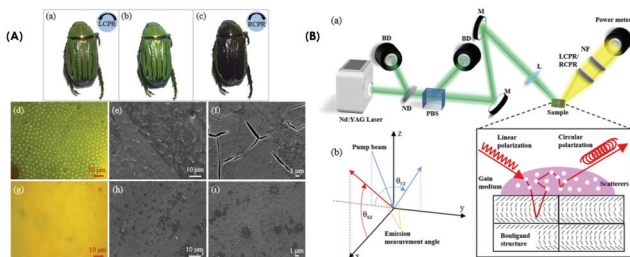 (A)
(a)
LCPR
(b)
(c)
RCPR
(d)
10 μm
(e)
10 μm
(f)
1 μm
(g)
10 μm
(h)
10 μm
(i)
1 μm
(B)
(a)
BD
BD
M
M
L
LCPR/
RCPR
NF
Power meter
Nd:YAG Laser
ND
PBS
Sample
(b)
z
Pump beam
y
x
Emission
measurement angle
Linear
polarization
Circular
polarization
Gain
medium
Scatterers
Bouligand
structure